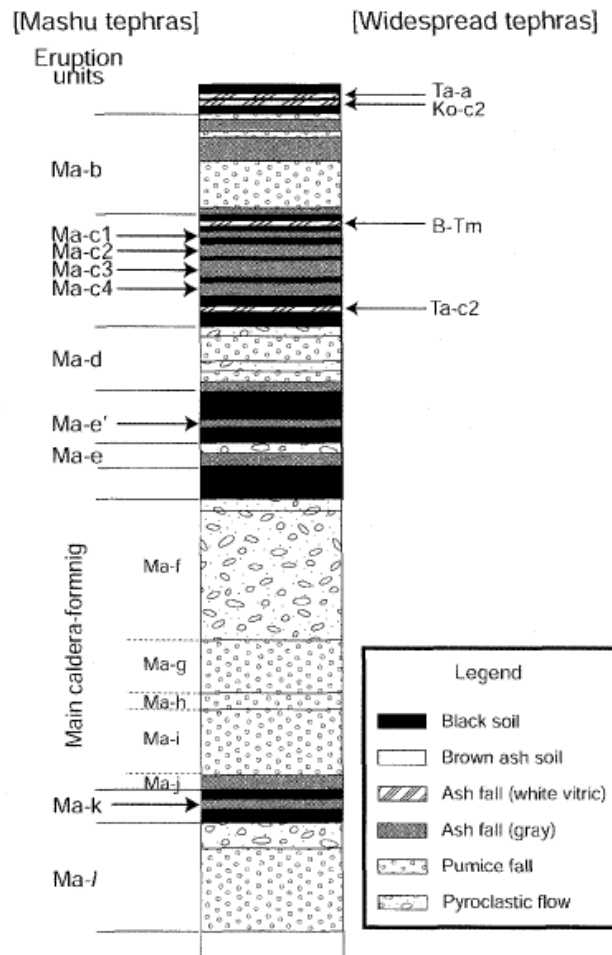 [Mashu tephras]
[Widespread tephras]
Eruption
units
Ta-a
Ko-c2
Ma-b
B-Tm
Ma-c1
Ma-c2
Ma-c3
Ma-c4
Ta-c2
Ma-d
Ma-e'
Ma-e
Main caldera-formnig
Ma-f
Ma-g
Ma-h
Ma-i
Ma-j
Ma-k
Ma-l
Legend
Black soil
Brown ash soil
Ash fall (white vitric)
Ash fall (gray)
Pumice fall
Pyroclastic flow